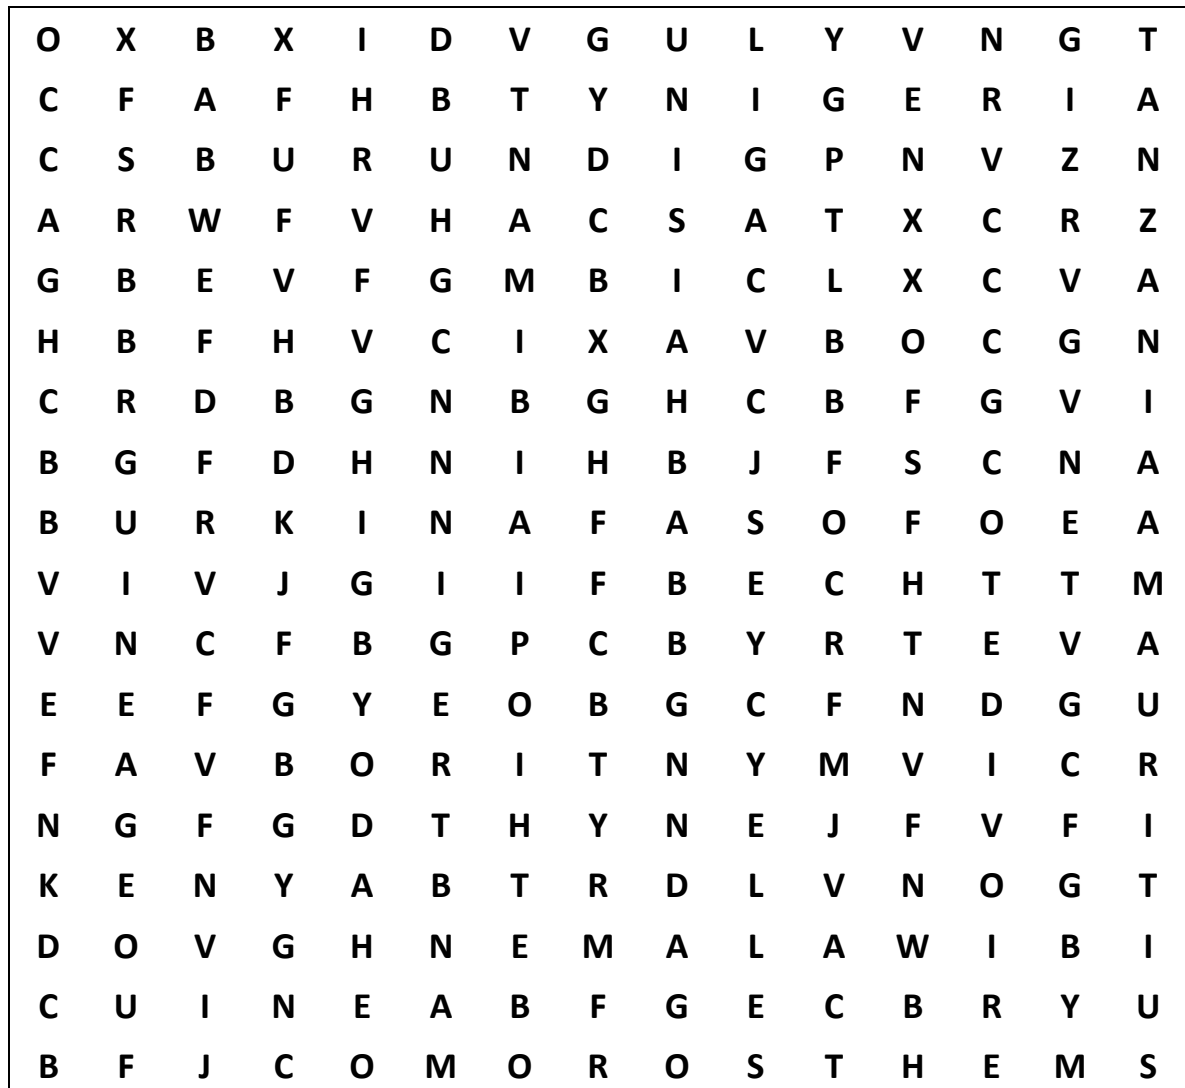 O X B X I D V G U L Y V N G T
C F A F H B T Y N I G E R I A
C S B U R U N D I G P N V Z N
A R W F V H A C S A T X C R Z
G B E V F G M B I C L X C V A
H B F H V C I X A V B O C G N
C R D B G N B G H C B F G V I
B G F D H N I H B J F S C N A
B U R K I N A F A S O F O E A
V I V J G I I F B E C H T T M
V N C F B G P C B Y R T E V A
E E F G Y E O B G C F N D G U
F A V B O R I T N Y M V I C R
N G F G D T H Y N E J F V F I
K E N Y A B T R D L V N O G T
D O V G H N E M A L A W I B I
C U I N E A B F G E C B R Y U
B F J C O M O R O S T H E M S